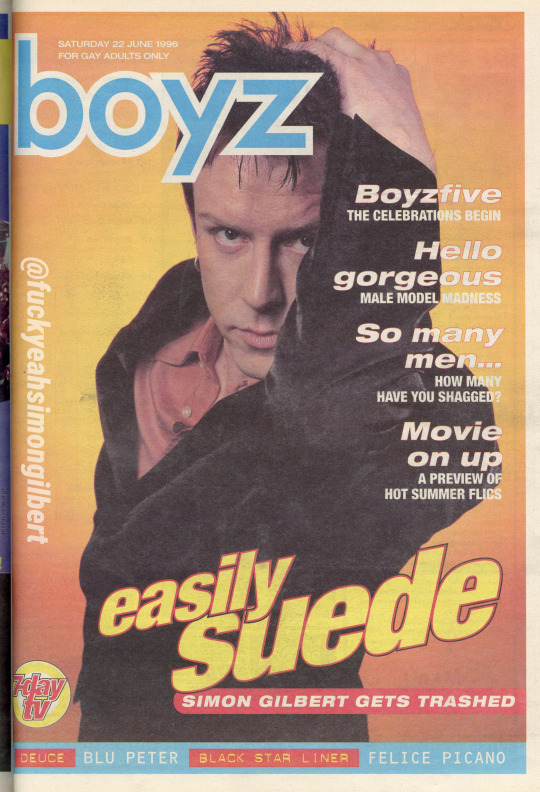 SATURDAY 22 JUNE 1996
FOR GAY ADULTS ONLY
boyz
Boyzfive
THE CELEBRATIONS BEGIN
Hello
gorgeous
MALE MODEL MADNESS
So many
men...
HOW MANY
HAVE YOU SHAGGED?
Movie
on up
A PREVIEW OF
HOT SUMMER FLICS
@fuckyeahsimongilbert
easily
suede
SIMON GILBERT GETS TRASHED
7-day
tv
DEUCE BLU PETER BLACK STAR LINER FELICE PICANO